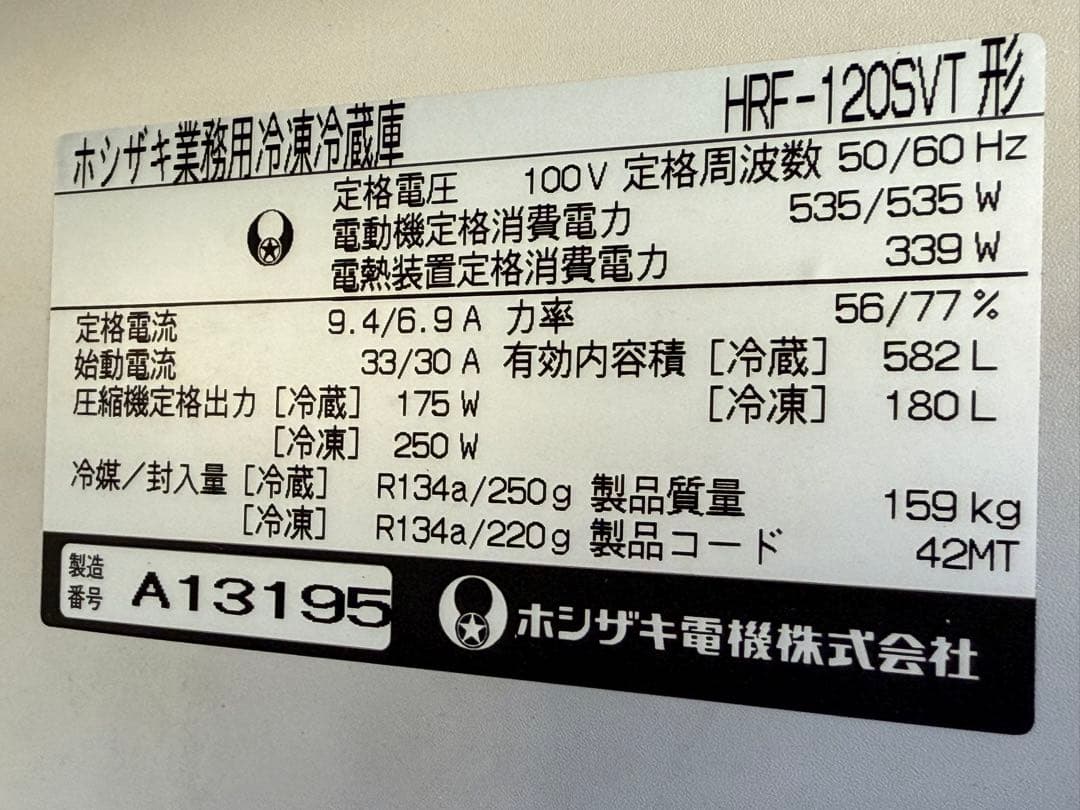 ホシザキ業務用冷凍冷蔵庫 HRF-120SVT 形
定格電圧 100V 定格周波数 50/60 Hz
電動機定格消費電力 535/535 W
電熱装置定格消費電力 339 W
定格電流 9.4/6.9 A 力率 56/77 %
始動電流 33/30 A 有効内容積 [冷蔵] 582 L
圧縮機定格出力 [冷蔵] 175 W [冷凍] 180 L
[冷凍] 250 W
冷媒/封入量 [冷蔵] R134a/250g 製品質量 159 kg
[冷凍] R134a/220g 製品コード 42MT
製造番号 A13195 ホシザキ電機株式会社